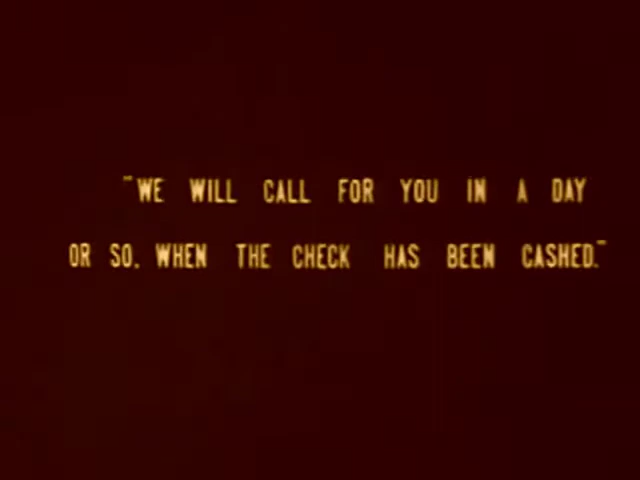 "WE WILL CALL FOR YOU IN A DAY
OR SO. WHEN THE CHECK HAS BEEN CASHED."